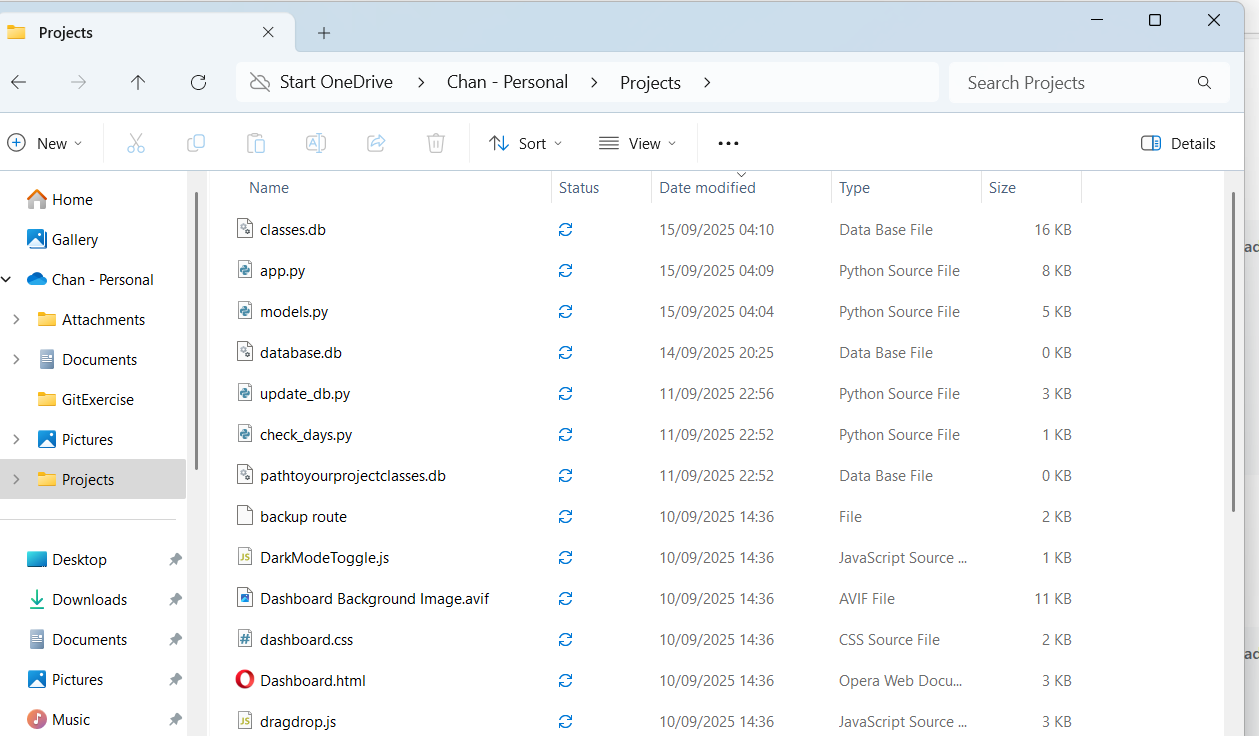 Projects
Start OneDrive > Chan - Personal > Projects >
Search Projects
New Sort View ... Details
Home
Gallery
Chan - Personal
Attachments
Documents
GitExercise
Pictures
Projects
Desktop
Downloads
Documents
Pictures
Music
Name Status Date modified Type Size
classes.db 15/09/2025 04:10 Data Base File 16 KB
app.py 15/09/2025 04:09 Python Source File 8 KB
models.py 15/09/2025 04:04 Python Source File 5 KB
database.db 14/09/2025 20:25 Data Base File 0 KB
update_db.py 11/09/2025 22:56 Python Source File 3 KB
check_days.py 11/09/2025 22:52 Python Source File 1 KB
pathtoyourprojectclasses.db 11/09/2025 22:52 Data Base File 0 KB
backup route 10/09/2025 14:36 File 2 KB
DarkModeToggle.js 10/09/2025 14:36 JavaScript Source ... 1 KB
Dashboard Background Image.avif 10/09/2025 14:36 AVIF File 11 KB
dashboard.css 10/09/2025 14:36 CSS Source File 2 KB
Dashboard.html 10/09/2025 14:36 Opera Web Docu... 3 KB
dragdrop.js 10/09/2025 14:36 JavaScript Source ... 3 KB